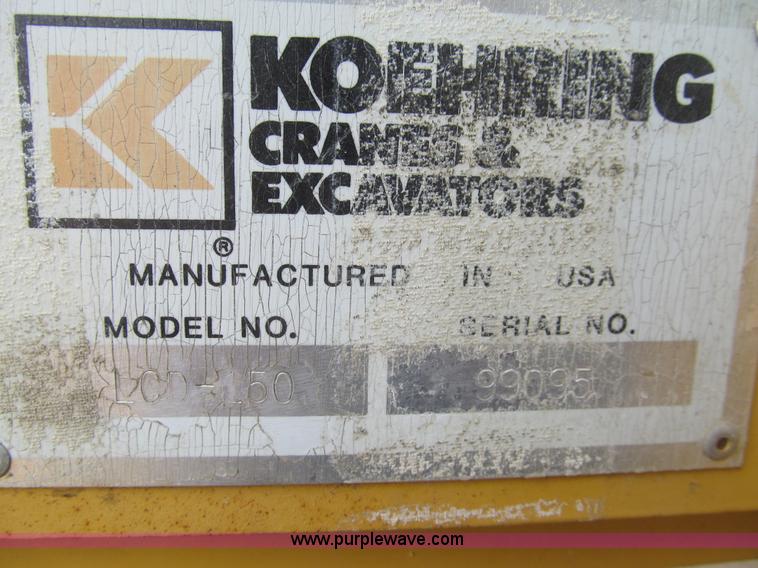 KOEHRING
CRANES &
EXCAVATORS
®
MANUFACTURED IN USA
MODEL NO. SERIAL NO.
LCD-150 99095
www.purplewave.com